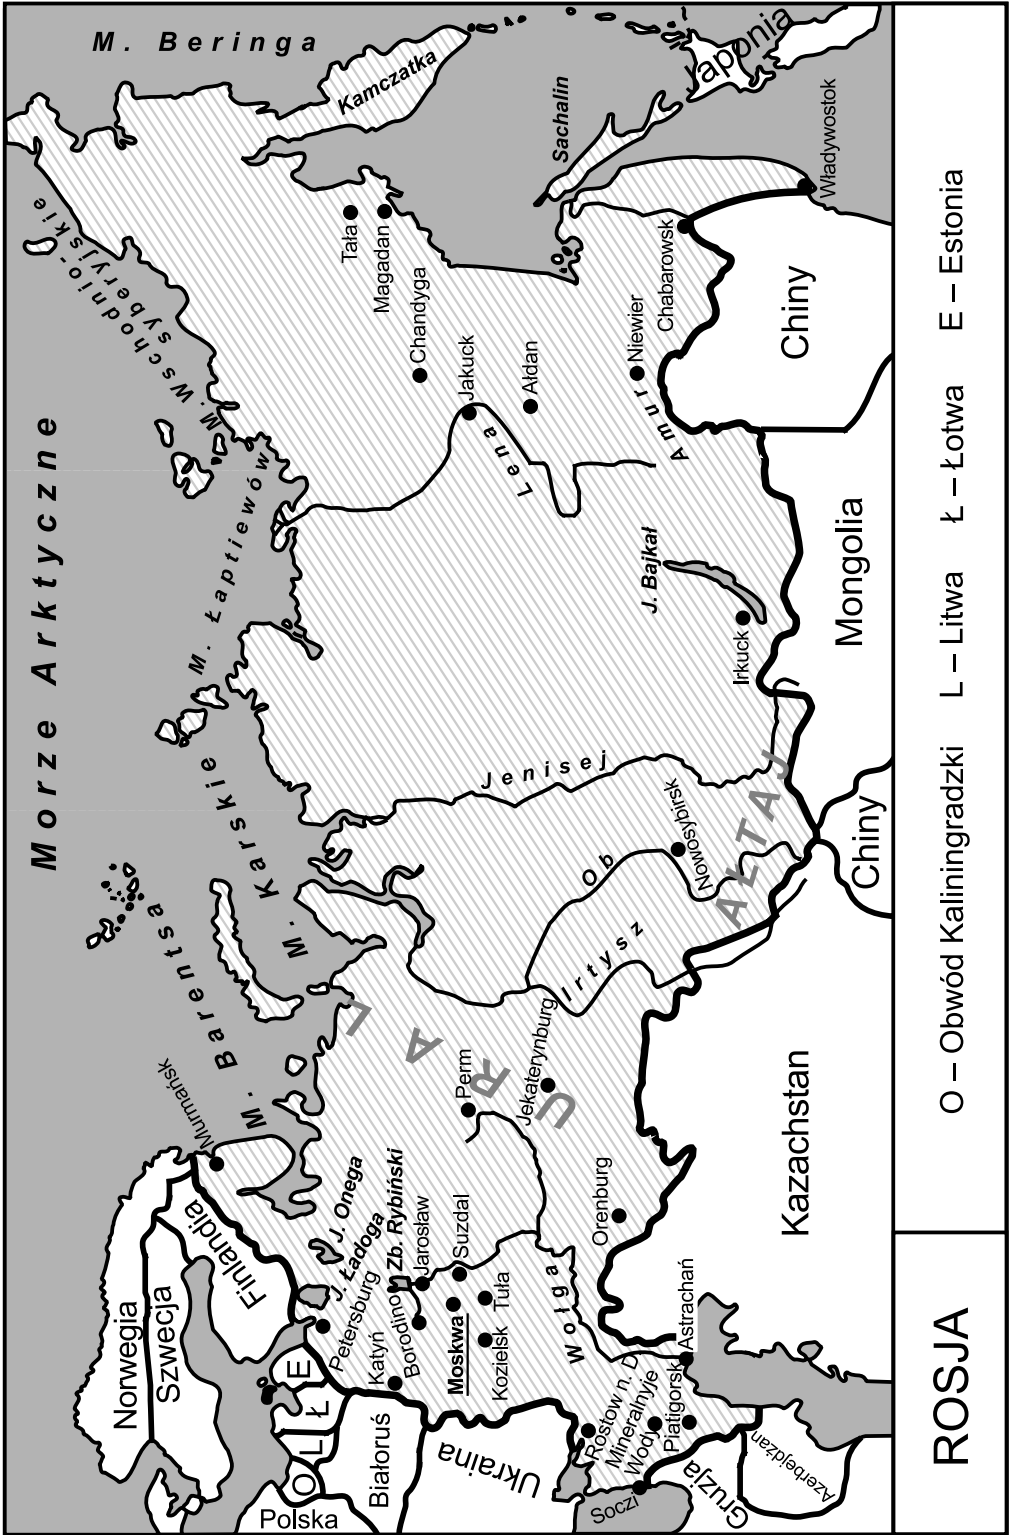 Morze Arktyczne
M. Beringa
M. Wschodnio-
syberyjskie
M. Łaptiewów
M. Karskie
M. Barentsa
Kamczatka
Sachalin
Japonia
Władywostok
Tała
Magadan
Chandyga
Jakuck
Ałdan
Niewier
Chabarowsk
Amur
Lena
J. Bajkał
Irkuck
Jenisej
Ob
Nowosybirsk
Irtysz
AŁTAJ
URAL
Murmańsk
Norwegia
Szwecja
Finlandia
J. Onega
J. Ładoga
Petersburg
Zb. Rybiński
Jarosław
Katyń
Borodino
Suzdal
Moskwa
Tuła
Kozielsk
Perm
Jekaterynburg
Orenburg
Wołga
Astrachań
Rostow n. D.
Mineralnyje
Wody
Piatigorsk
Soczi
E
Ł
L
O
Polska
Białoruś
Ukraina
Gruzja
Azerbejdżan
Kazachstan
Chiny
Mongolia
Chiny
ROSJA
O – Obwód Kaliningradzki L – Litwa Ł – Łotwa E – Estonia